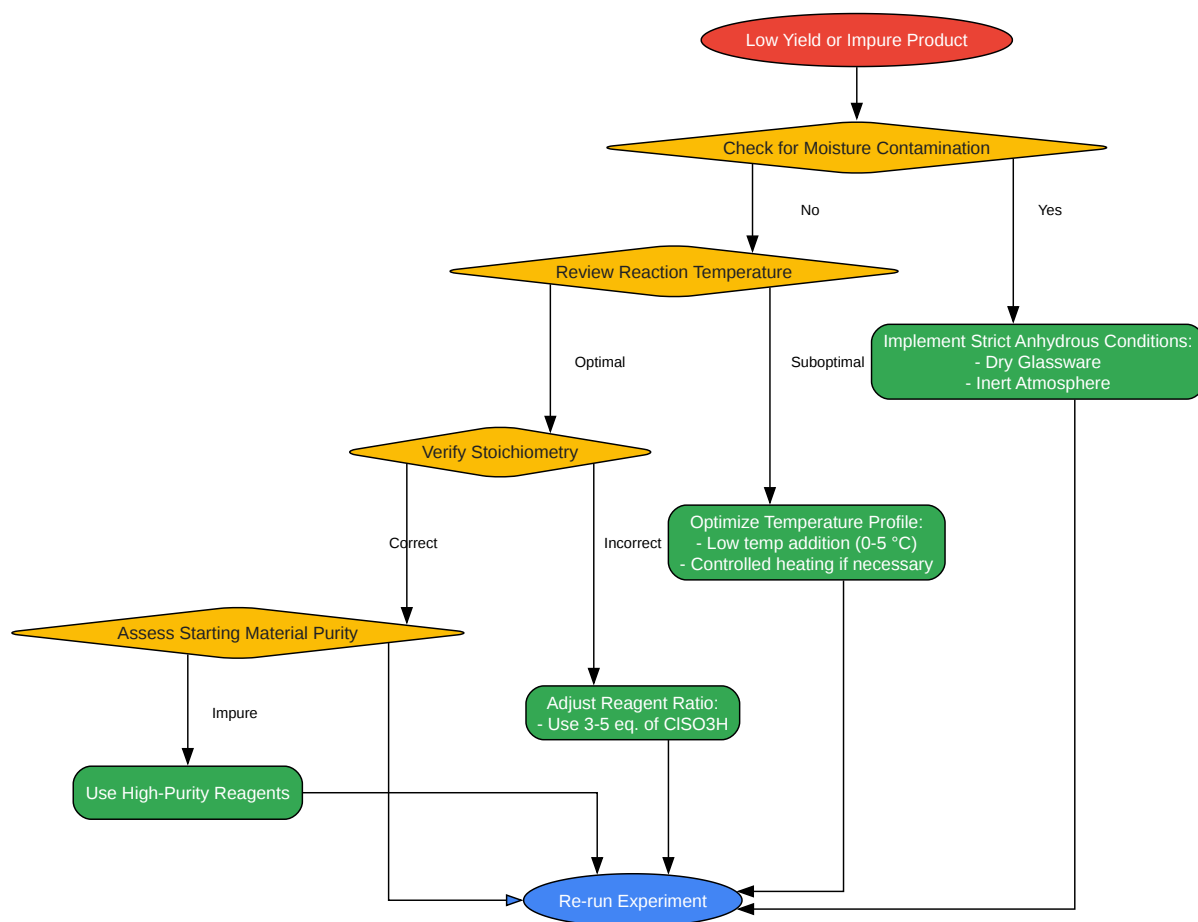 Low Yield or Impure Product
Check for Moisture Contamination
No
Yes
Review Reaction Temperature
Implement Strict Anhydrous Conditions:
- Dry Glassware
- Inert Atmosphere
Optimal
Suboptimal
Verify Stoichiometry
Optimize Temperature Profile:
- Low temp addition (0-5 °C)
- Controlled heating if necessary
Correct
Incorrect
Assess Starting Material Purity
Adjust Reagent Ratio:
- Use 3-5 eq. of ClSO3H
Impure
Use High-Purity Reagents
Re-run Experiment